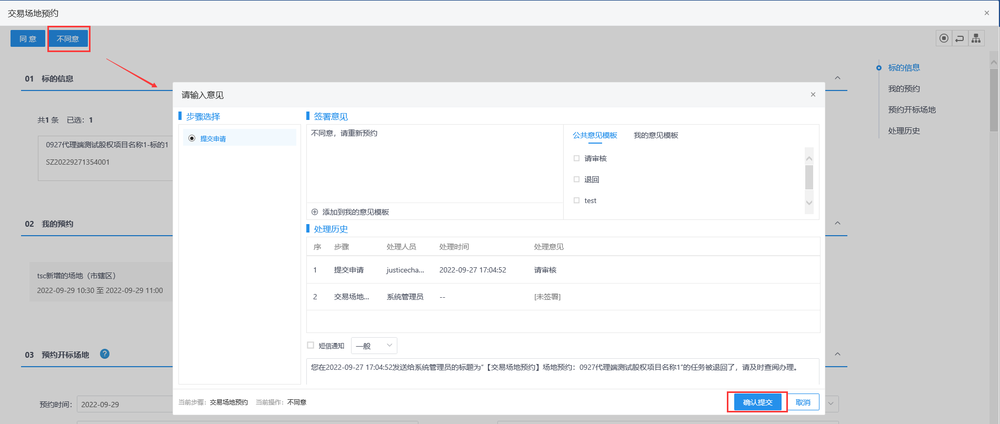 交易场地预约
同 意
不同意
01 标的信息
共1 条 已选：1
0927代理端测试股权项目名称1-标的1
SZ20229271354001
02 我的预约
tsc新增的场地（市辖区）
2022-09-29 10:30 至 2022-09-29 11:00
03 预约开标场地 ?
预约时间： 2022-09-29
标的信息
我的预约
预约开标场地
处理历史
请输入意见
步骤选择
提交申请
签署意见
不同意，请重新预约
添加到我的意见模板
公共意见模板 我的意见模板
请审核
退回
test
处理历史
序 步骤 处理人员 处理时间 处理意见
1 提交申请 justicecha... 2022-09-27 17:04:52 请审核
2 交易场地... 系统管理员 -- [未签署]
短信通知 一般
您在2022-09-27 17:04:52发送给系统管理员的标题为“【交易场地预约】场地预约：0927代理端测试股权项目名称1”的任务被退回了，请及时查阅办理。
当前步骤：交易场地预约 当前操作：不同意
确认提交
取消